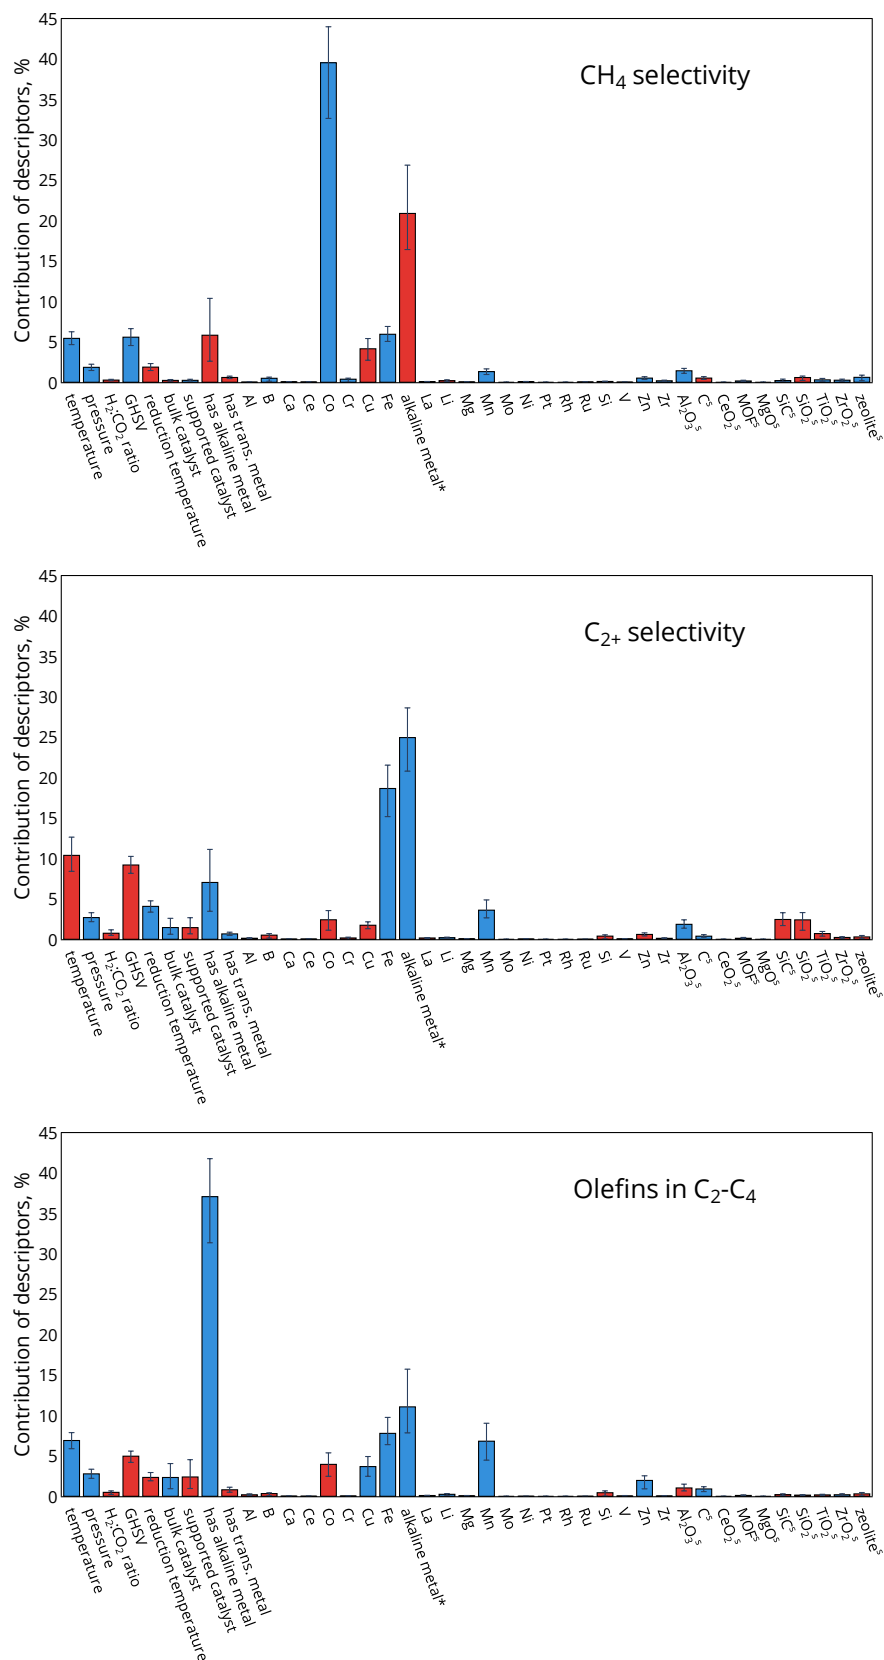 CH₄ selectivity
Contribution of descriptors, %
45
40
35
30
25
20
15
10
5
0
temperature
pressure
H₂:CO₂ ratio
GHSV
reduction temperature
bulk catalyst
supported catalyst
has alkaline metal
has trans. metal
Al
B
Ca
Ce
Co
Cr
Cu
Fe
alkaline metal*
La
Li
Mg
Mn
Mo
Ni
Pt
Rh
Ru
Si
V
Zn
Zr
Al₂O₃ˢ
Cˢ
CeO₂ˢ
MOFˢ
MgOˢ
SiCˢ
SiO₂ˢ
TiO₂ˢ
ZrO₂ˢ
zeoliteˢ
C₂₊ selectivity
Contribution of descriptors, %
45
40
35
30
25
20
15
10
5
0
temperature
pressure
H₂:CO₂ ratio
GHSV
reduction temperature
bulk catalyst
supported catalyst
has alkaline metal
has trans. metal
Al
B
Ca
Ce
Co
Cr
Cu
Fe
alkaline metal*
La
Li
Mg
Mn
Mo
Ni
Pt
Rh
Ru
Si
V
Zn
Zr
Al₂O₃ˢ
Cˢ
CeO₂ˢ
MOFˢ
MgOˢ
SiCˢ
SiO₂ˢ
TiO₂ˢ
ZrO₂ˢ
zeoliteˢ
Olefins in C₂-C₄
Contribution of descriptors, %
45
40
35
30
25
20
15
10
5
0
temperature
pressure
H₂:CO₂ ratio
GHSV
reduction temperature
bulk catalyst
supported catalyst
has alkaline metal
has trans. metal
Al
B
Ca
Ce
Co
Cr
Cu
Fe
alkaline metal*
La
Li
Mg
Mn
Mo
Ni
Pt
Rh
Ru
Si
V
Zn
Zr
Al₂O₃ˢ
Cˢ
CeO₂ˢ
MOFˢ
MgOˢ
SiCˢ
SiO₂ˢ
TiO₂ˢ
ZrO₂ˢ
zeoliteˢ